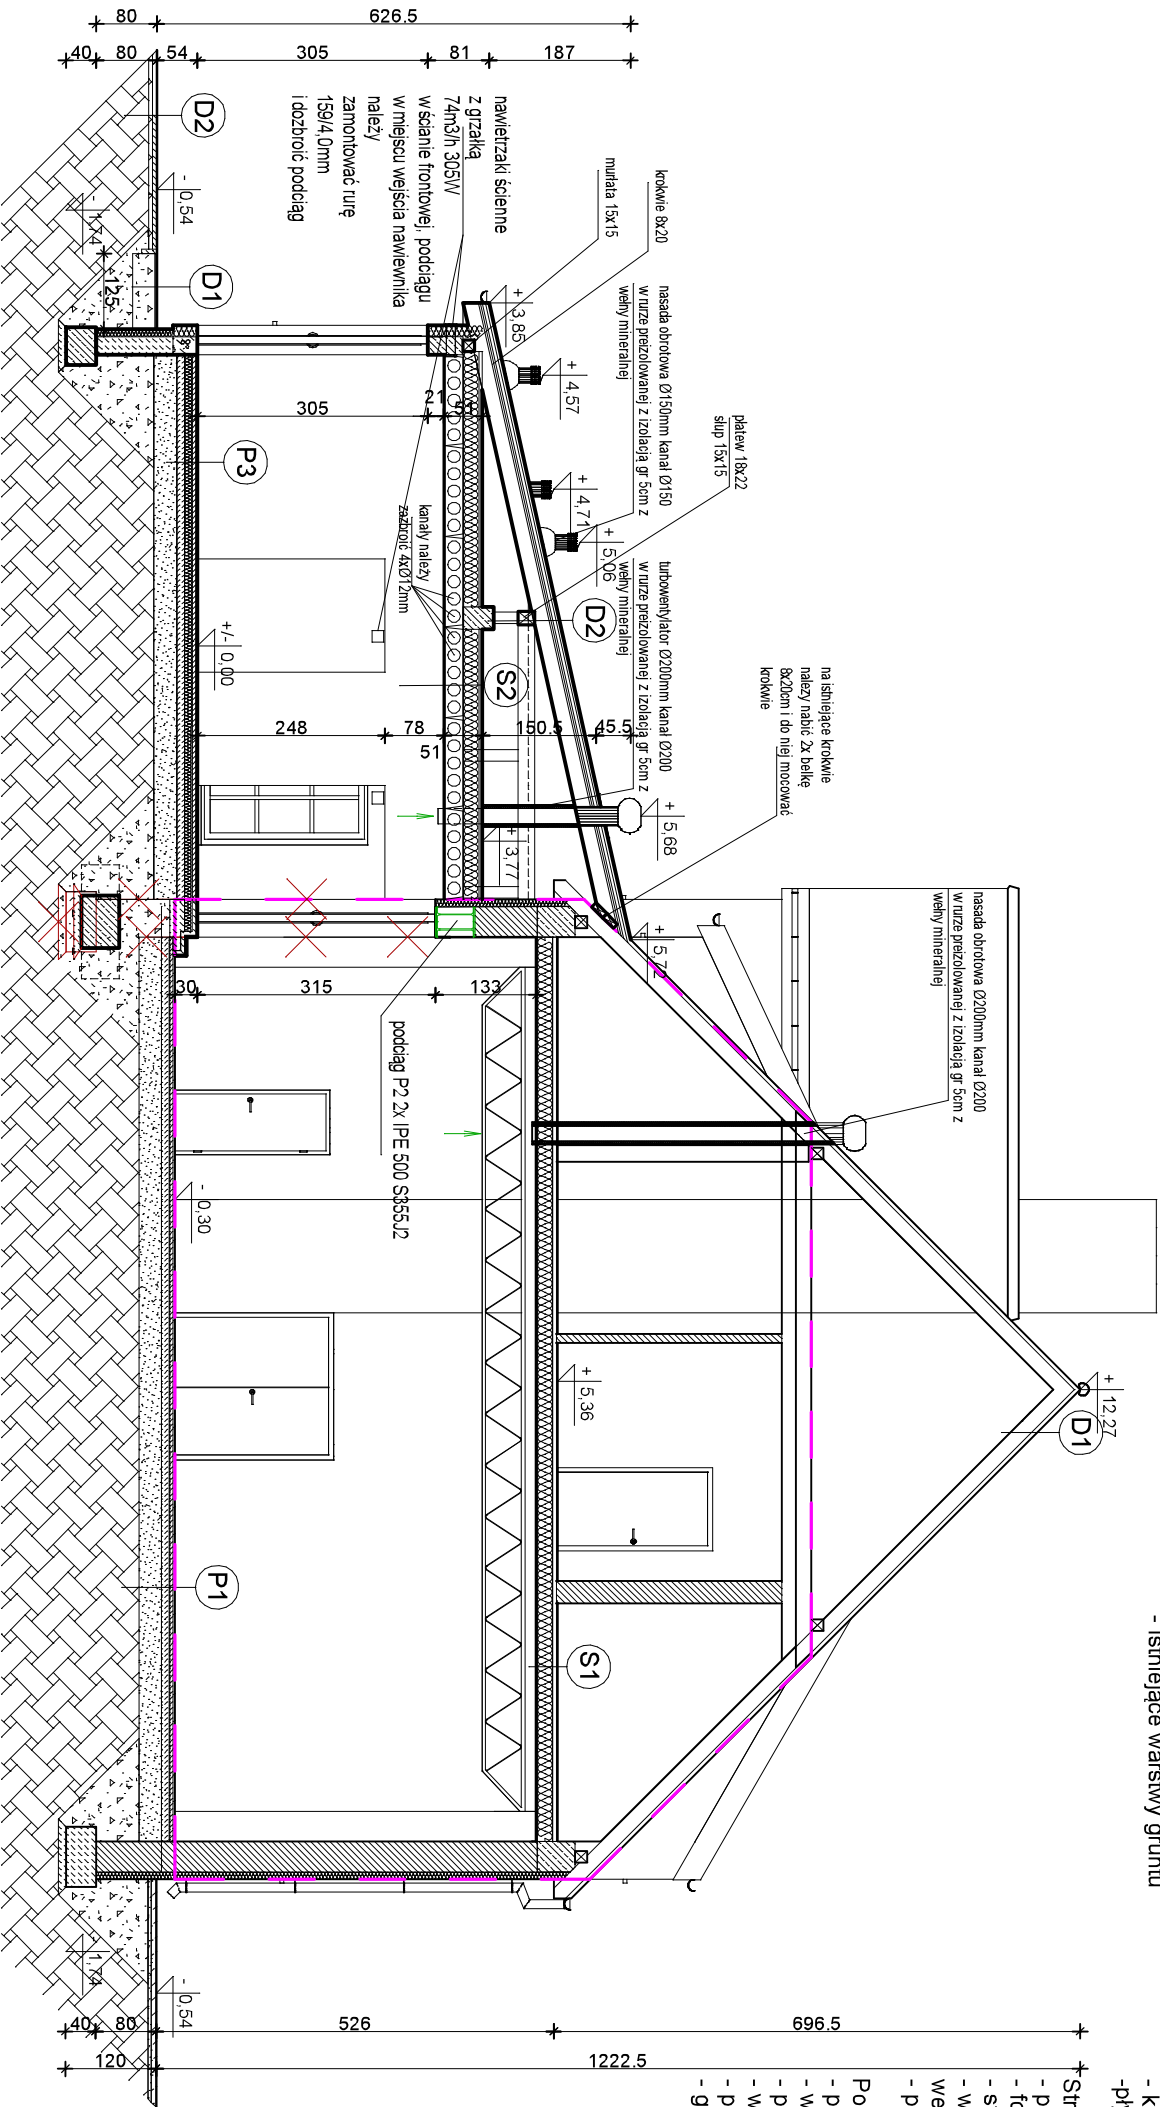 - istniejące warstwy gruntu
80
626.5
40
80
54
305
81
187
D2
- 0,54
- 1,74
125
D1
nawietrzaki ścienne
z grzałką
74m3/h 305W
w ścianie frontowej, podciągu
w miejscu wejścia nawiewnika
należy
zamontować rurę
159/4,0mm
i dozbroić podciąg
murłata 15x15
krokwie 8x20
nasada obrotowa Ø150mm kanał Ø150
w rurze preizolowanej z izolacją gr 5cm z
wełny mineralnej
płatew 18x22
słup 15x15
+ 3,85
+ 4,57
+ 4,71
+ 5,06
305
21
P3
kanały należy
zazbroić 4xØ12mm
turbowentylator Ø200mm kanał Ø200
w rurze preizolowanej z izolacją gr 5cm z
wełny mineralnej
D2
S2
+/- 0,00
na istniejące krokwie
należy nabić 2x belkę
8x20cm i do niej mocować
krokwie
248
78
51
150.5
45.5
+ 5,68
+ 3,77
nasada obrotowa Ø200mm kanał Ø200
w rurze preizolowanej z izolacją gr 5cm z
wełny mineralnej
+ 5,72
30
315
133
podciąg P2 2x IPE 500 S355J2
- 0,30
+ 5,36
+ 12,27
D1
P1
S1
- 1,74
- 0,54
40
80
526
696.5
120
1222.5
- k
-pł
Str
- p
- fo
- s
- w
we
- p
Po
- p
- w
- p
- w
- p
- g